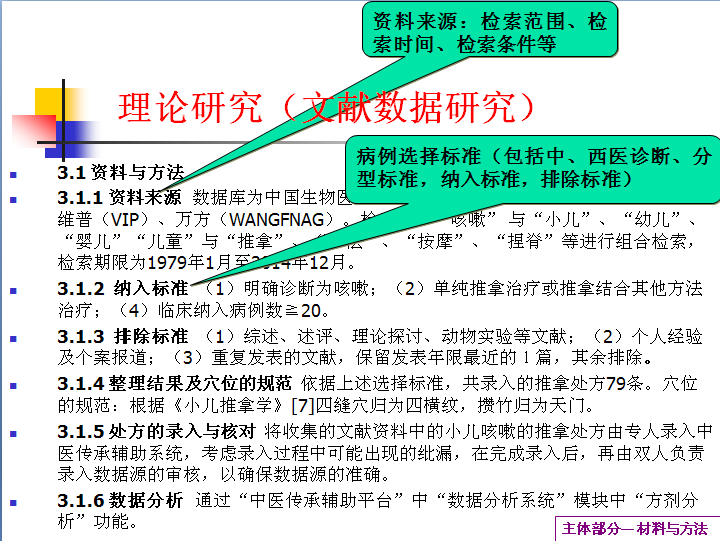 资料来源：检索范围、检
索时间、检索条件等
理论研究（文献数据研究）
病例选择标准（包括中、西医诊断、分
型标准，纳入标准，排除标准）
3.1 资料与方法
3.1.1 资料来源 数据库为中国生物医
维普（VIP）、万方（WANGFNAG）。 “咳嗽” 与“小儿”、“幼儿”、
“婴儿” “儿童”与“推拿”、 、“按摩”、“捏脊”等进行组合检索，
检索期限为1979年1月至2014年12月。
3.1.2 纳入标准 （1）明确诊断为咳嗽；（2）单纯推拿治疗或推拿结合其他方法
治疗；（4）临床纳入病例数≧20。
3.1.3 排除标准 （1）综述、述评、理论探讨、动物实验等文献；（2）个人经验
及个案报道；（3）重复发表的文献，保留发表年限最近的 1 篇，其余排除。
3.1.4 整理结果及穴位的规范 依据上述选择标准，共录入的推拿处方79条。穴位
的规范：根据《小儿推拿学》[7]四缝穴归为四横纹，攒竹归为天门。
3.1.5 处方的录入与核对 将收集的文献资料中的小儿咳嗽的推拿处方由专人录入中
医传承辅助系统，考虑录入过程中可能出现的纰漏，在完成录入后，再由双人负责
录入数据源的审核，以确保数据源的准确。
3.1.6 数据分析 通过“中医传承辅助平台”中“数据分析系统”模块中“方剂分
析”功能。
主体部分—材料与方法